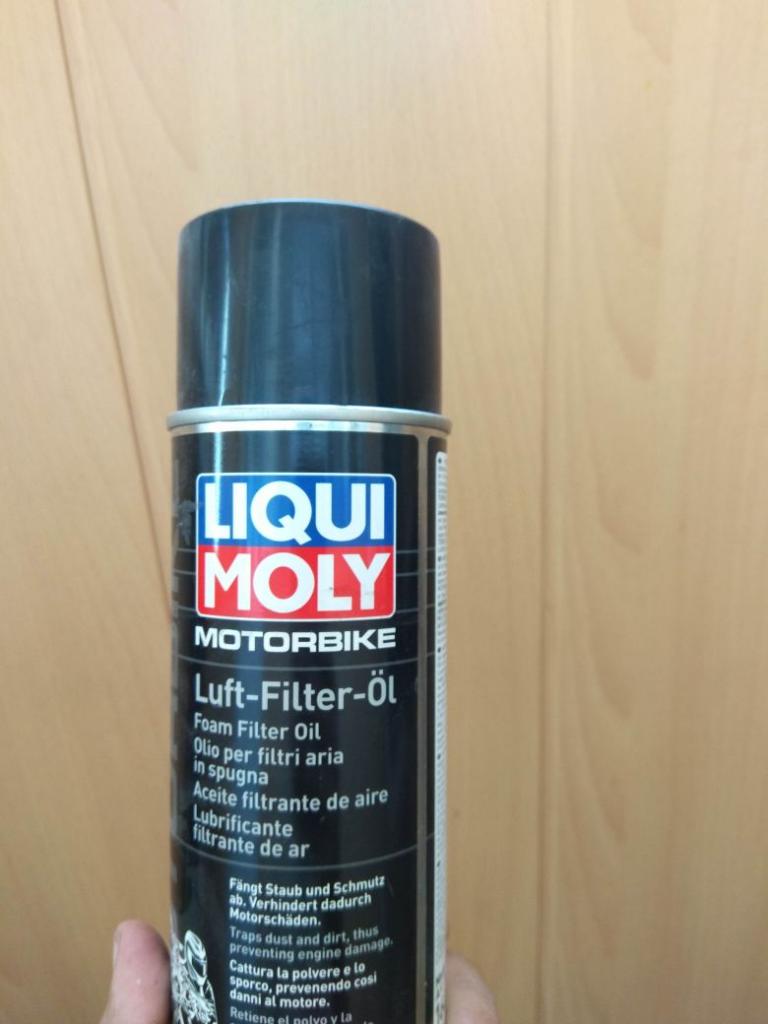 LIQUI
MOLY
MOTORBIKE
Luft-Filter-Öl
Foam Filter Oil
Olio per filtri aria
in spugna
Aceite filtrante de aire
Lubrificante
filtrante de ar
Fängt Staub und Schmutz
ab. Verhindert dadurch
Motorschäden.
Traps dust and dirt, thus
preventing engine damage.
Cattura la polvere e lo
sporco, prevenendo così
danni al motore.
Retiene el polvo y la